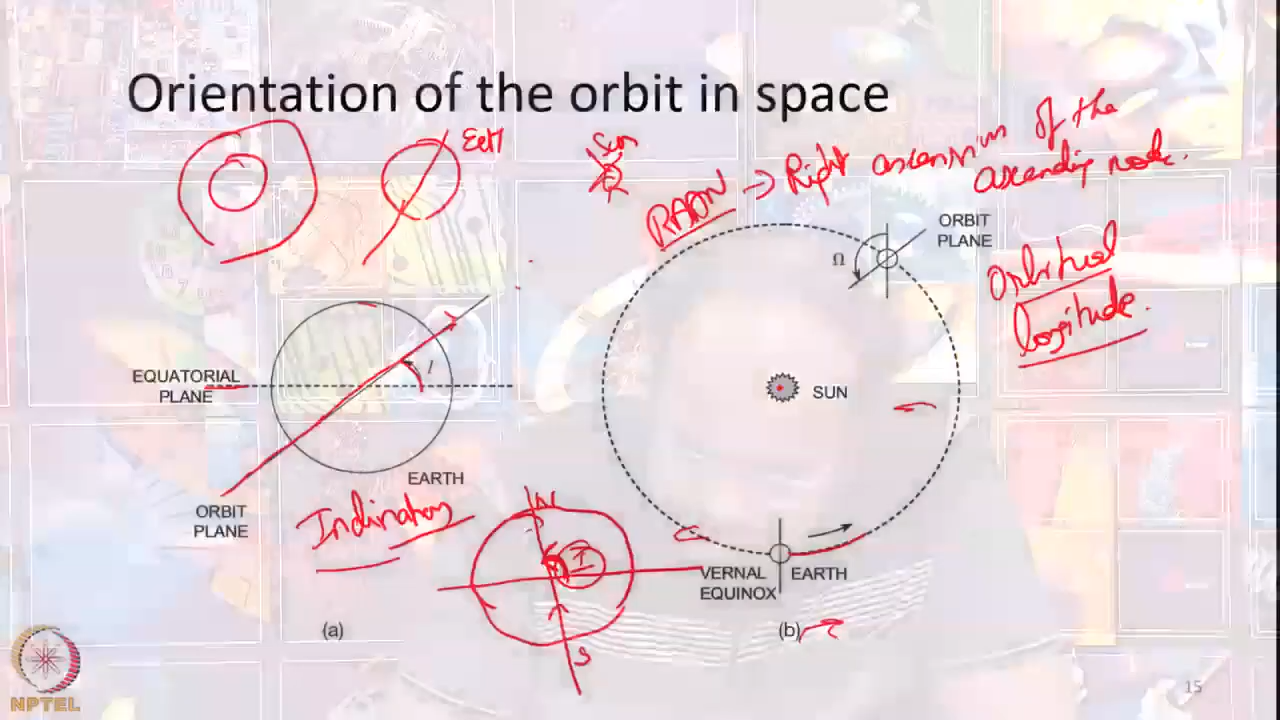 Orientation of the orbit in space
Sun
RAAN → Right ascension of the
ascending node.
Orbital
longitude.
ORBIT
PLANE
Ω
EQUATORIAL
PLANE
I
SUN
EARTH
ORBIT
PLANE
Inclination
N
I
S
VERNAL
EQUINOX
EARTH
(a)
(b)
NPTEL
15